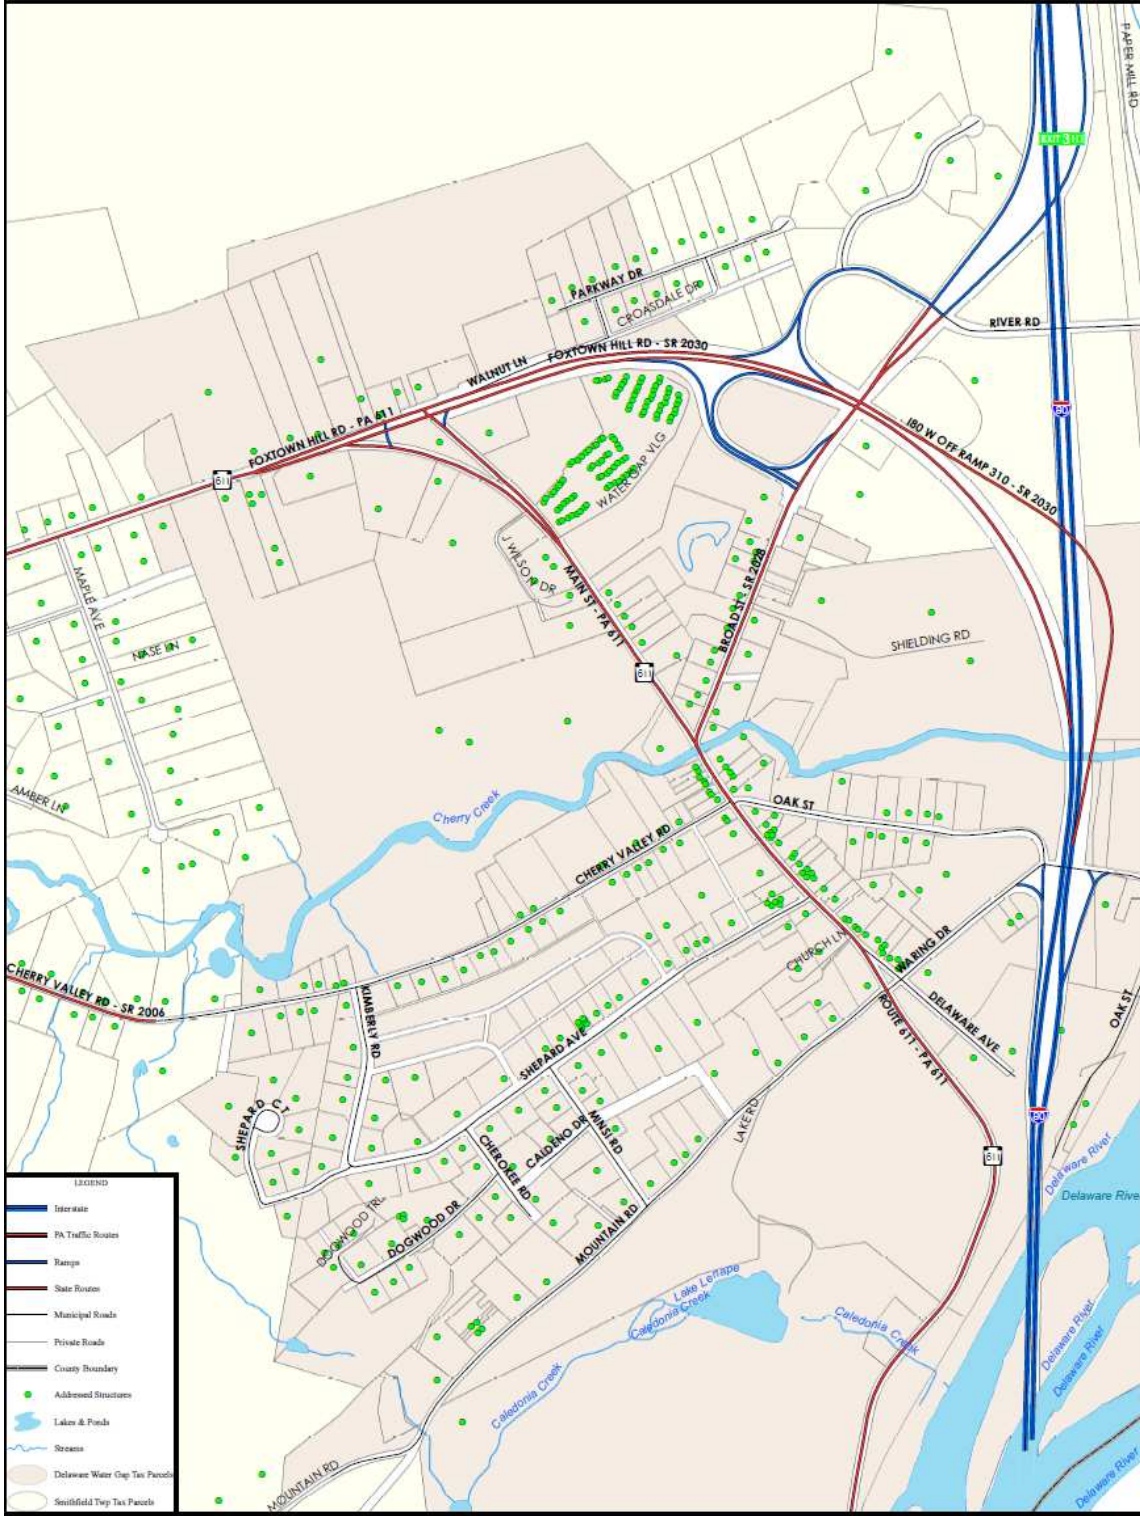 PAPER MILL RD
EXIT 310
PARKWAY DR
CROASDALE DR
RIVER RD
WALNUT LN
FOXTOWN HILL RD - SR 2030
FOXTOWN HILL RD - PA 611
80
I80 W OFF RAMP 310 - SR 2030
WATER GAP VLG
611
J WILSON DR
MAIN ST - PA 611
BROAD ST - SR 2028
MAPLE AVE
NASE LN
SHIELDING RD
611
AMBER LN
Cherry Creek
OAK ST
CHERRY VALLEY RD
CHURCH LN
WARING DR
CHERRY VALLEY RD - SR 2006
KIMBERLY RD
DELAWARE AVE
OAK ST
ROUTE 611 - PA 611
SHEPARD AVE
SHEPARD CT
MINSI RD
LAKE RD
80
CALDENO DR
CHEROKEE RD
611
Delaware River
Delaware River
DOGWOOD TRL
DOGWOOD DR
MOUNTAIN RD
Lake Lenape
Caledonia Creek
Caledonia Creek
Delaware River
Delaware River
Caledonia Creek
MOUNTAIN RD
Delaware River
LEGEND
Interstate
PA Traffic Routes
Ramps
State Routes
Municipal Roads
Private Roads
County Boundary
Addressed Structures
Lakes & Ponds
Streams
Delaware Water Gap Tax Parcels
Smithfield Twp Tax Parcels